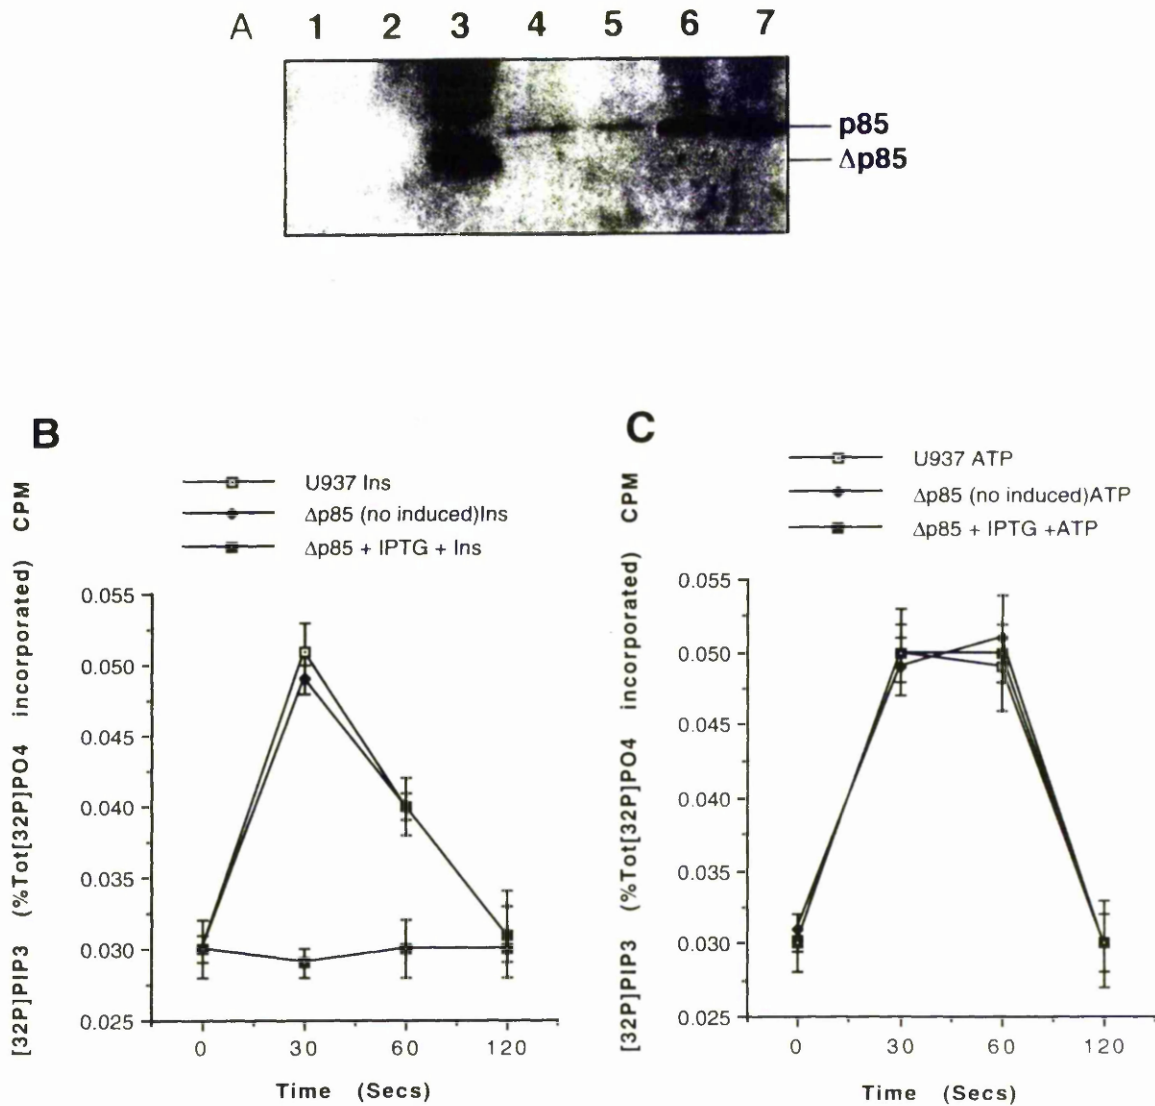 A 1 2 3 4 5 6 7
p85
Δp85
B
U937 Ins
Δp85 (no induced)Ins
Δp85 + IPTG + Ins
[32P]PIP3 (%Tot[32P]PO4 incorporated) CPM
0.055
0.050
0.045
0.040
0.035
0.030
0.025
0 30 60 120
Time (Secs)
C
U937 ATP
Δp85 (no induced)ATP
Δp85 + IPTG +ATP
[32P]PIP3 (%Tot[32P]PO4 incorporated) CPM
0.055
0.050
0.045
0.040
0.035
0.030
0.025
0 30 60 120
Time (Secs)